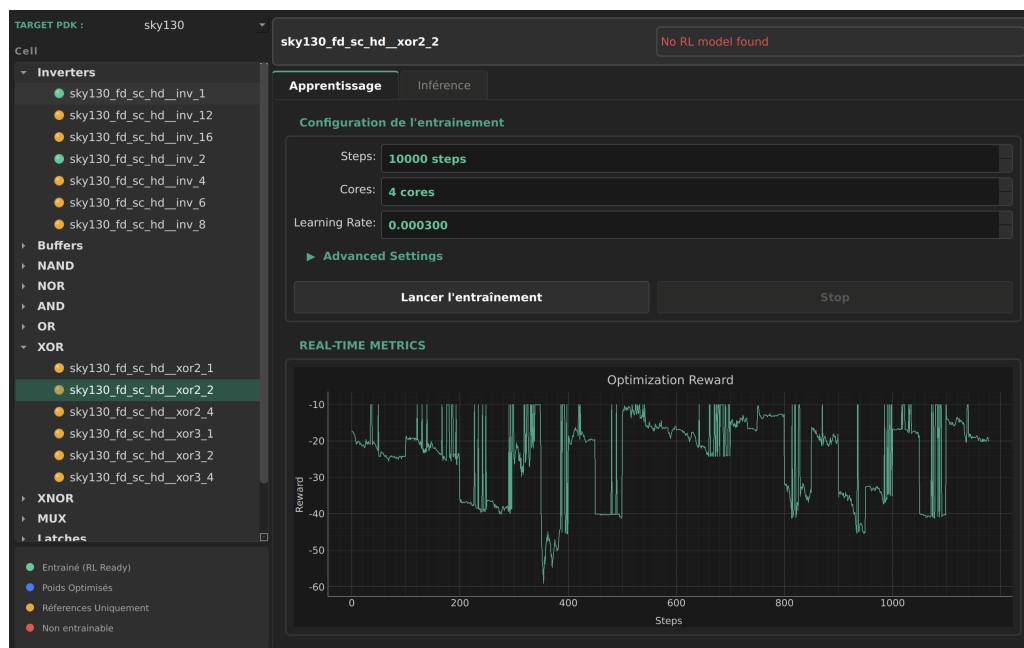 TARGET PDK : sky130
Cell
Inverters
sky130_fd_sc_hd__inv_1
sky130_fd_sc_hd__inv_12
sky130_fd_sc_hd__inv_16
sky130_fd_sc_hd__inv_2
sky130_fd_sc_hd__inv_4
sky130_fd_sc_hd__inv_6
sky130_fd_sc_hd__inv_8
Buffers
NAND
NOR
AND
OR
XOR
sky130_fd_sc_hd__xor2_1
sky130_fd_sc_hd__xor2_2
sky130_fd_sc_hd__xor2_4
sky130_fd_sc_hd__xor3_1
sky130_fd_sc_hd__xor3_2
sky130_fd_sc_hd__xor3_4
XNOR
MUX
Latches
Entrainé (RL Ready)
Poids Optimisés
Réferences Uniquement
Non entrainable
sky130_fd_sc_hd__xor2_2
No RL model found
Apprentissage Inférence
Configuration de l'entrainement
Steps: 10000 steps
Cores: 4 cores
Learning Rate: 0.000300
▶ Advanced Settings
Lancer l'entraînement Stop
REAL-TIME METRICS
Optimization Reward
-10
-20
-30
-40
-50
-60
Reward
0 200 400 600 800 1000
Steps